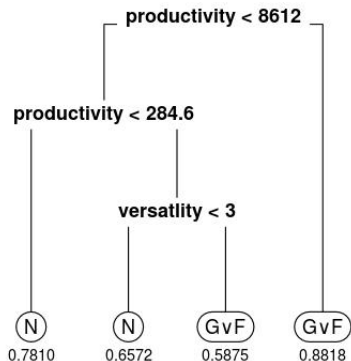 productivity < 8612
productivity < 284.6
versatlity < 3
N N GvF GvF
0.7810 0.6572 0.5875 0.8818